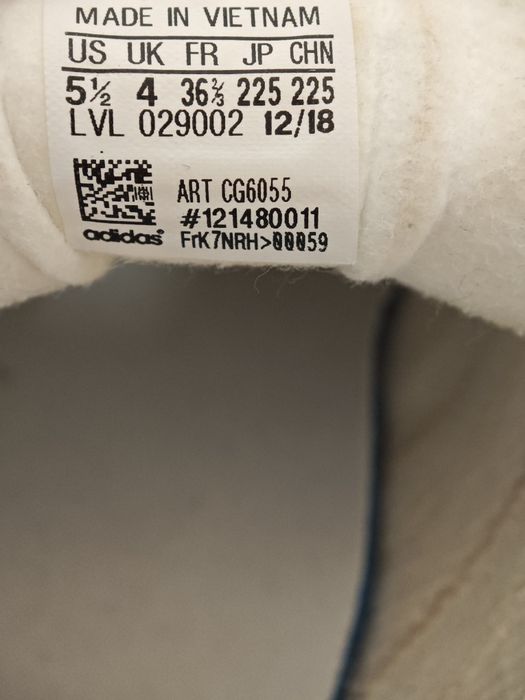 MADE IN VIETNAM
US UK FR JP CHN
5½ 4 36⅔ 225 225
LVL 029002 12/18
ART CG6055
#121480011
adidas FrK7NRH>00059